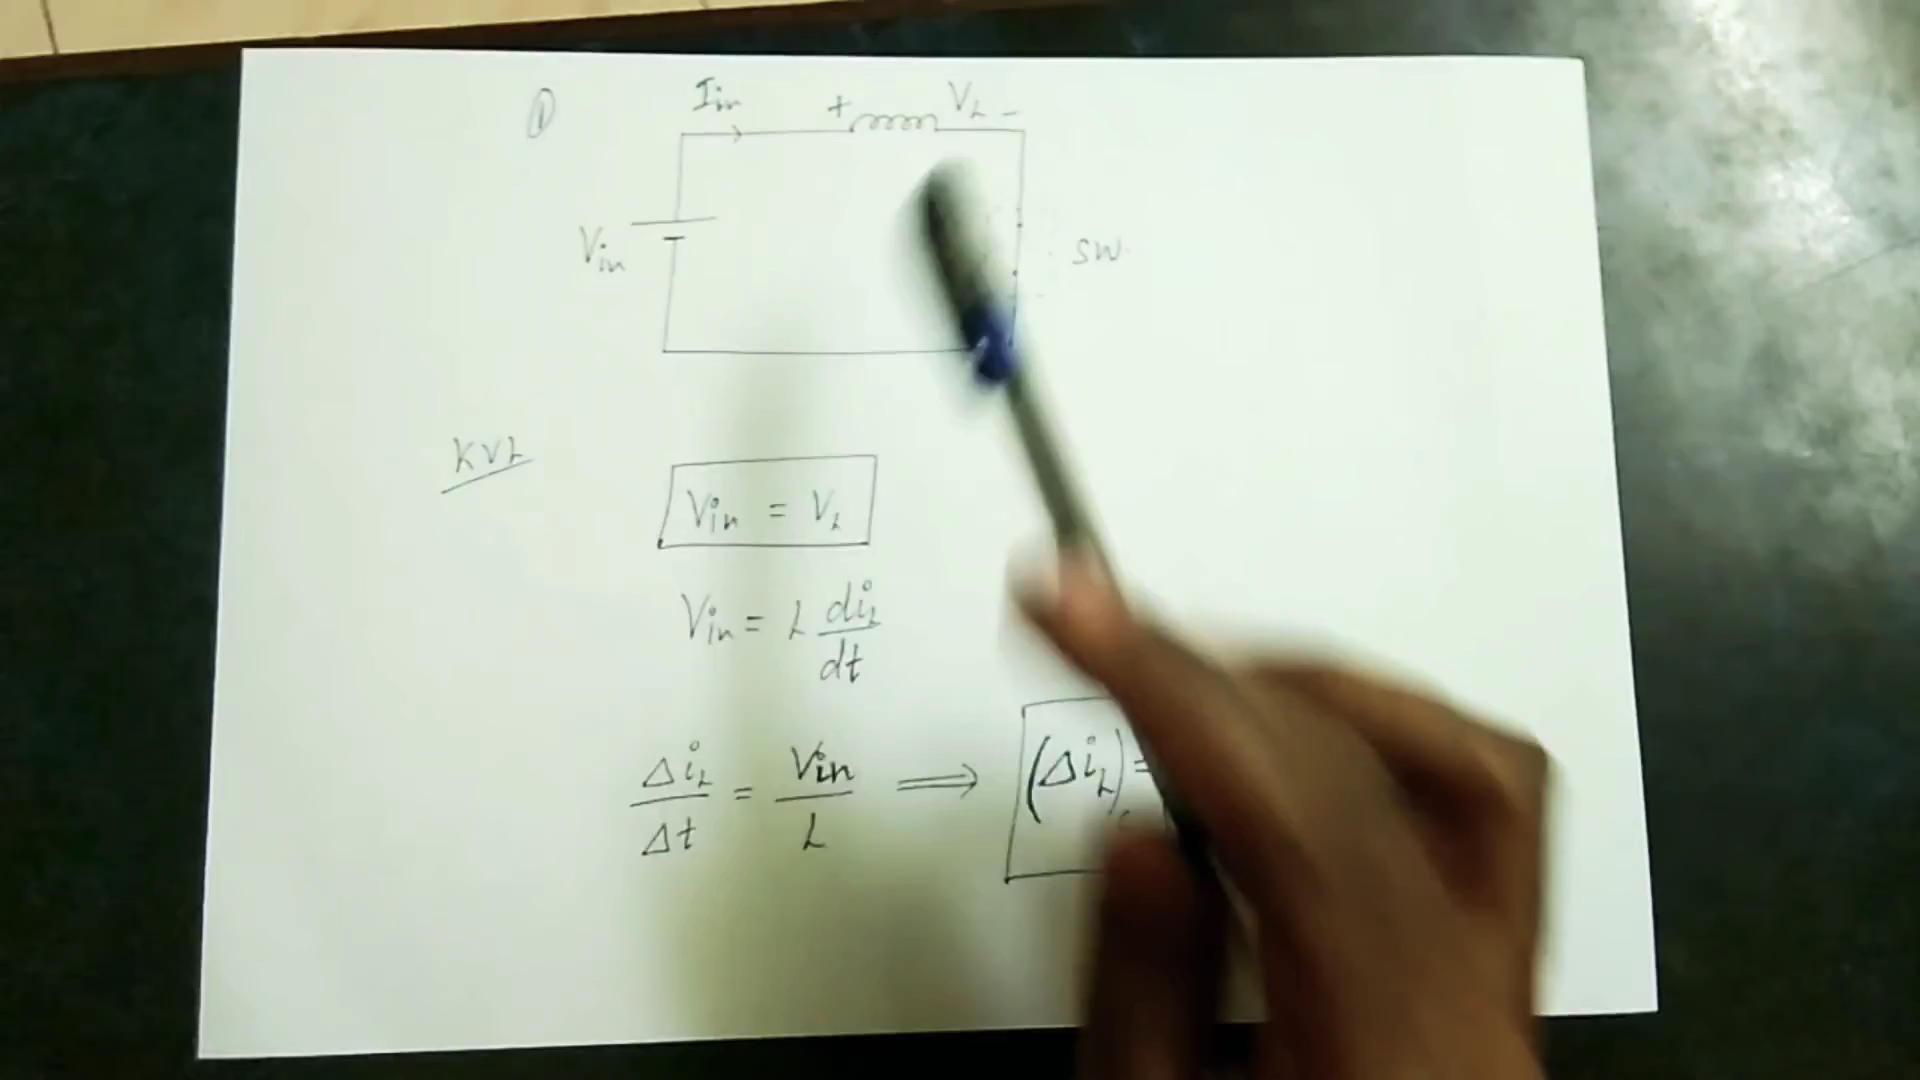 ① Iin + VL -
Vin SW.
KVL
Vin = VL
Vin = L diL/dt
ΔiL/Δt = Vin/L ⟹ (ΔiL) =